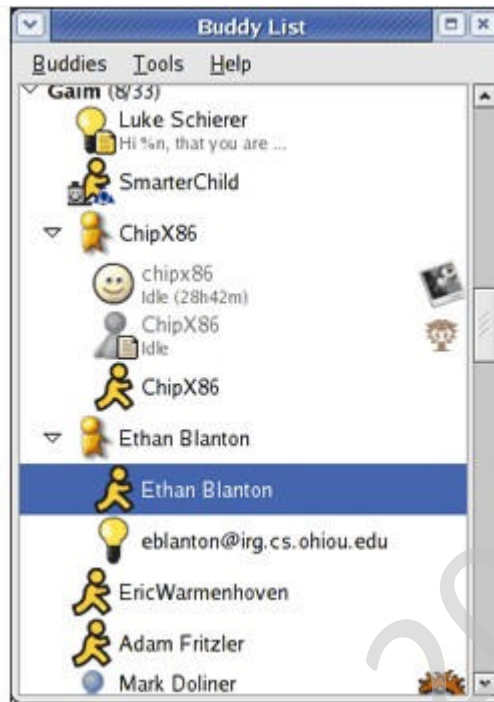 Buddy List
Buddies Tools Help
Gaim (8/33)
Luke Schierer
Hi %n, that you are ...
SmarterChild
ChipX86
chipx86
Idle (28h42m)
ChipX86
Idle
ChipX86
Ethan Blanton
Ethan Blanton
eblanton@irg.cs.ohiou.edu
EricWarmenhoven
Adam Fritzler
Mark Doliner